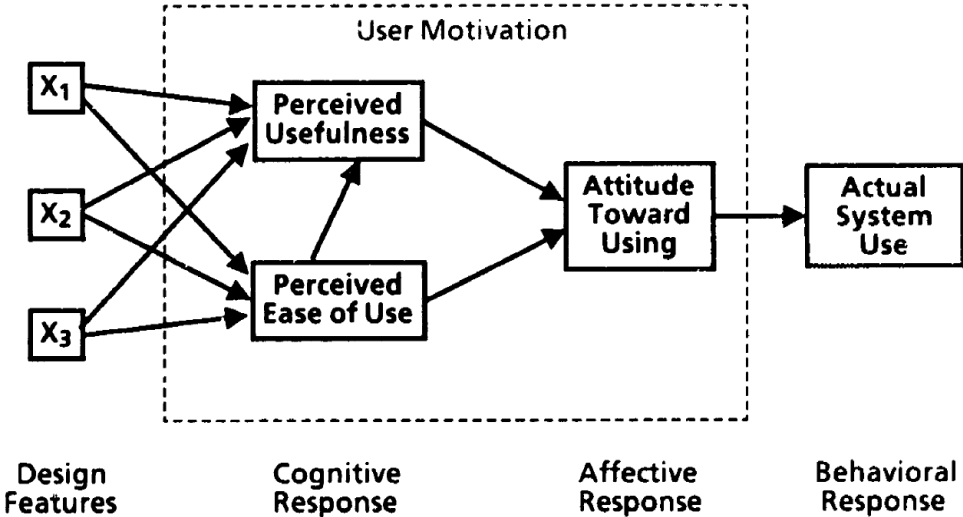 User Motivation
X1
Perceived
Usefulness
X2
Attitude
Toward
Using
Actual
System
Use
X3
Perceived
Ease of Use
Design
Features
Cognitive
Response
Affective
Response
Behavioral
Response